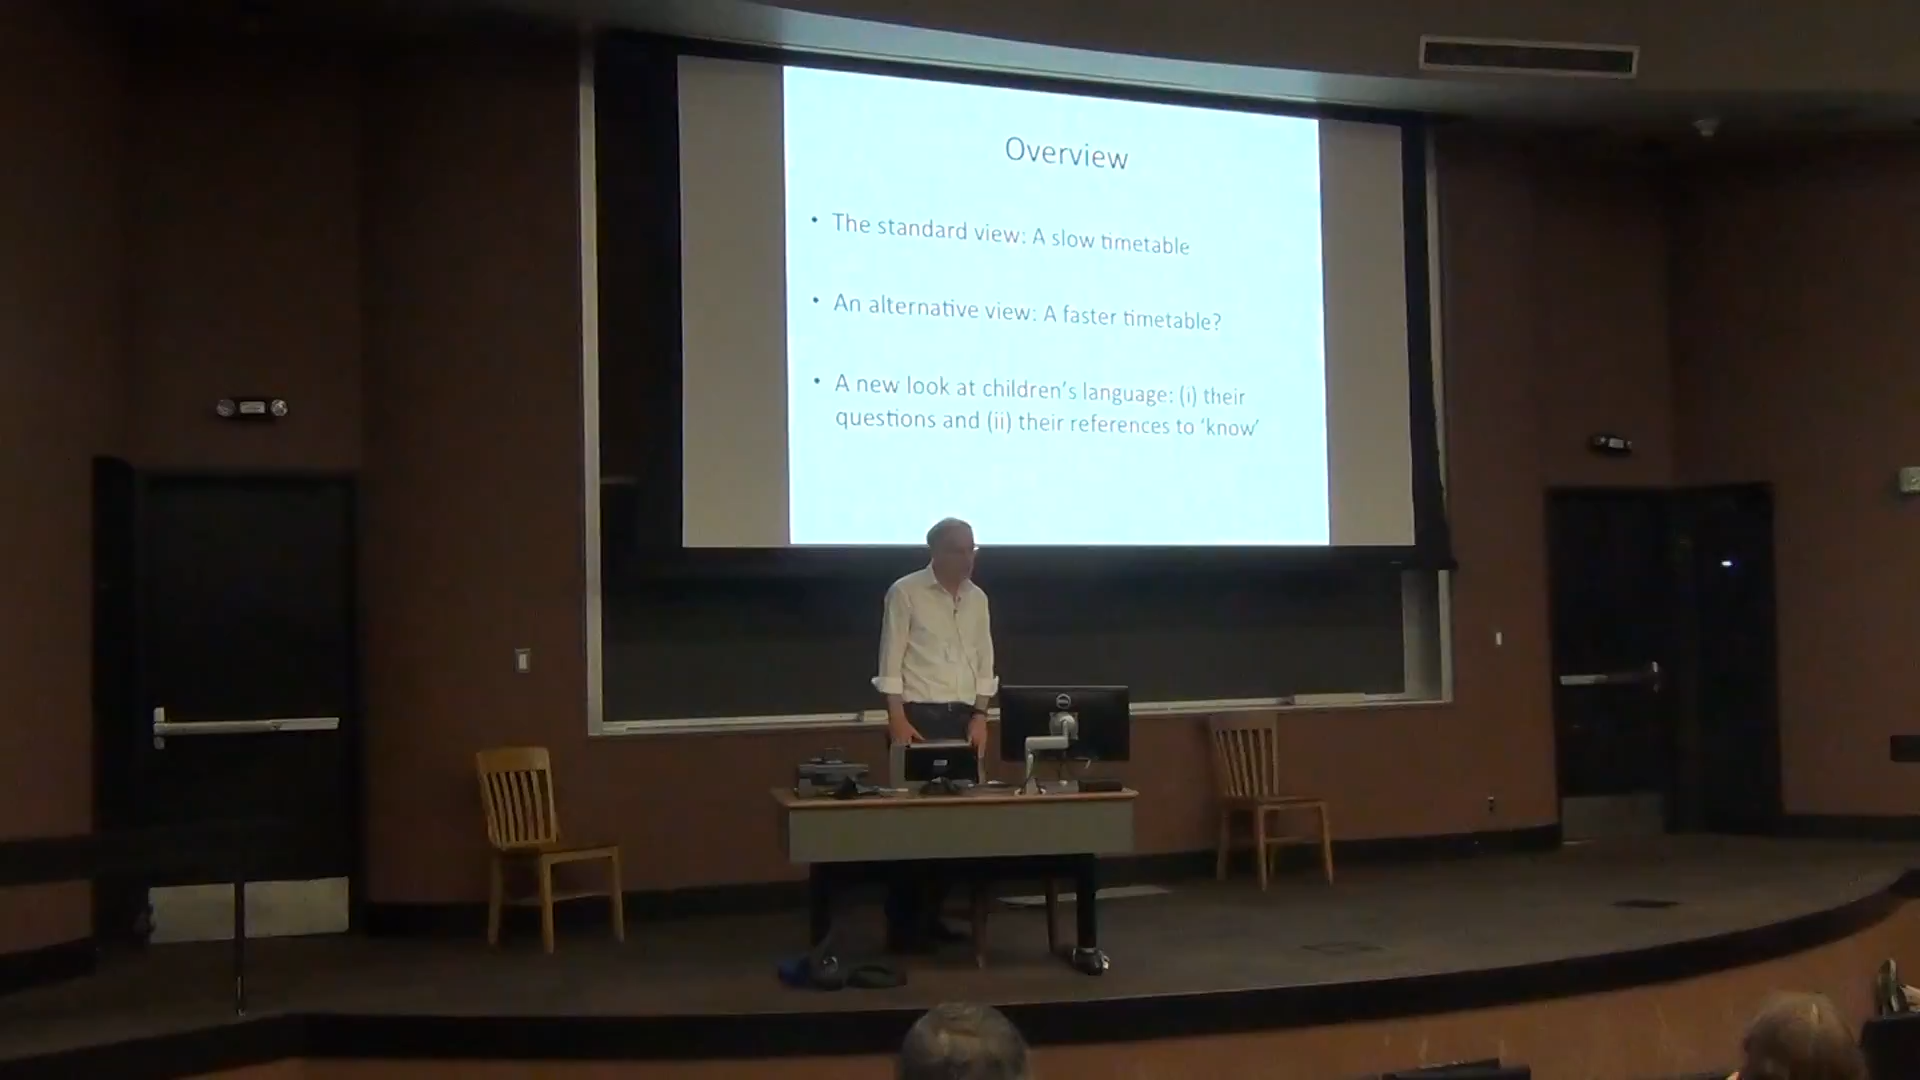 Overview
• The standard view: A slow timetable
• An alternative view: A faster timetable?
• A new look at children's language: (i) their
questions and (ii) their references to 'know'
DELL